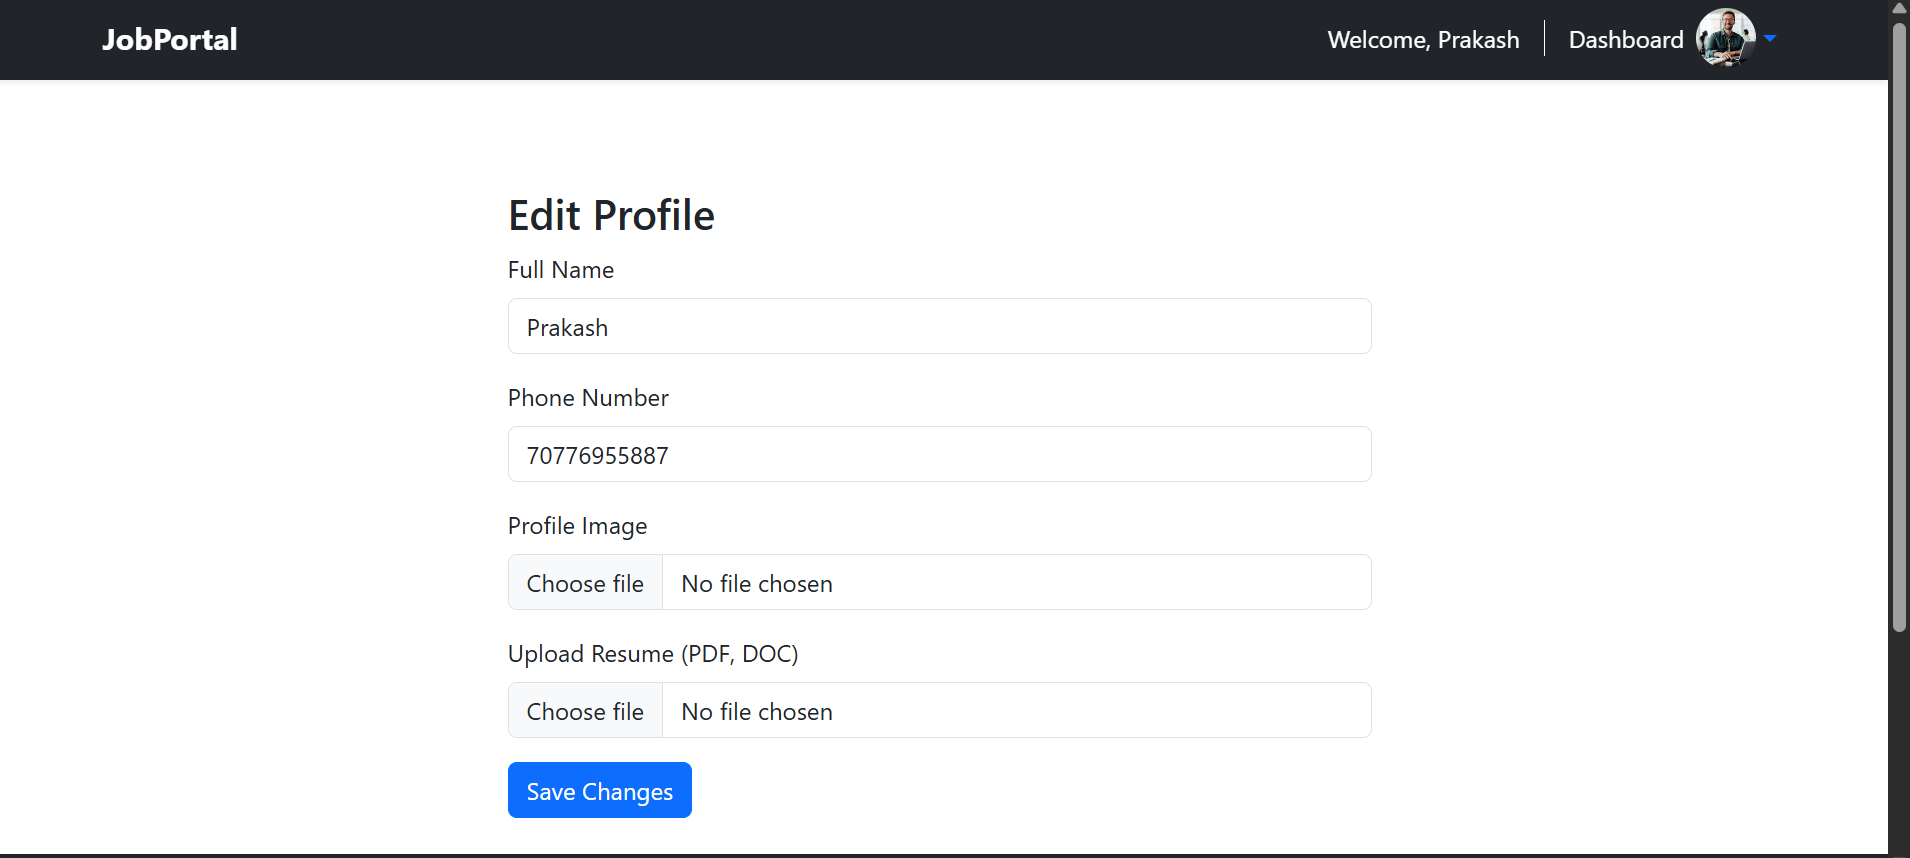 JobPortal
Welcome, Prakash
Dashboard
Edit Profile
Full Name
Prakash
Phone Number
70776955887
Profile Image
Choose file No file chosen
Upload Resume (PDF, DOC)
Choose file No file chosen
Save Changes